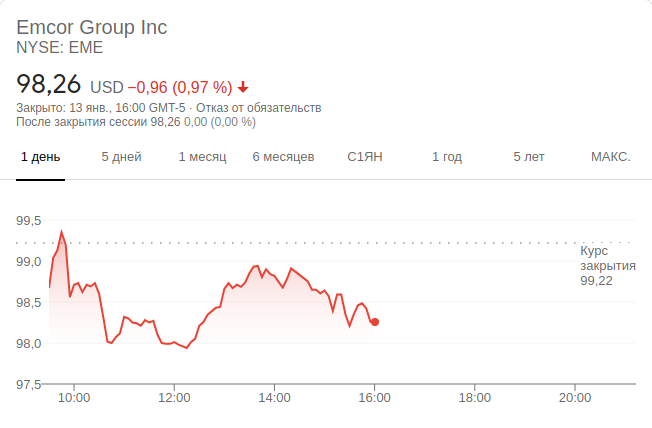 Emcor Group Inc
NYSE: EME
98,26 USD −0,96 (0,97 %)
Закрыто: 13 янв., 16:00 GMT-5 · Отказ от обязательств
После закрытия сессии 98,26 0,00 (0,00 %)
1 день 5 дней 1 месяц 6 месяцев С1ЯН 1 год 5 лет МАКС.
99,5
Курс
закрытия
99,22
99,0
98,5
98,0
97,5
10:00 12:00 14:00 16:00 18:00 20:00